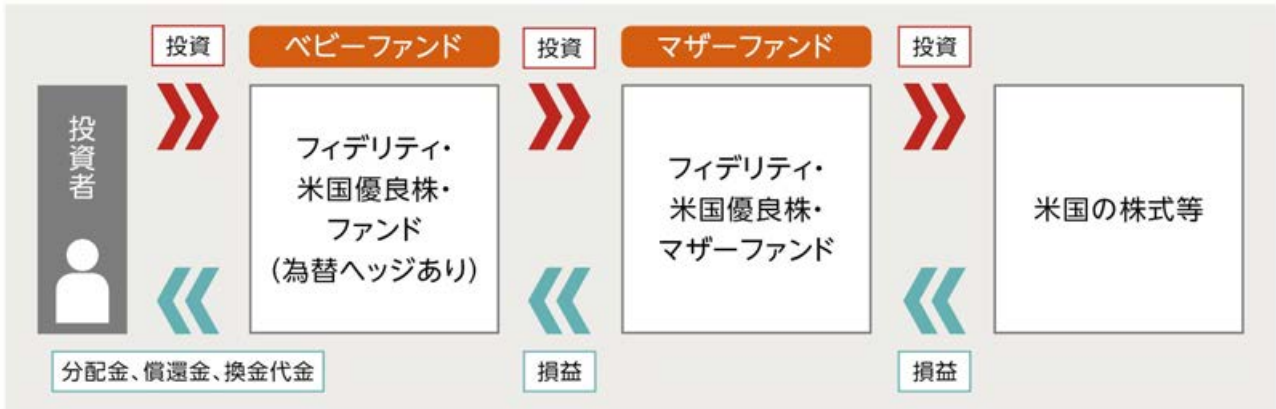 投資
ベビーファンド
投資
マザーファンド
投資
投資者
フィデリティ・
米国優良株・
ファンド
(為替ヘッジあり)
フィデリティ・
米国優良株・
マザーファンド
米国の株式等
分配金、償還金、換金代金
損益
損益